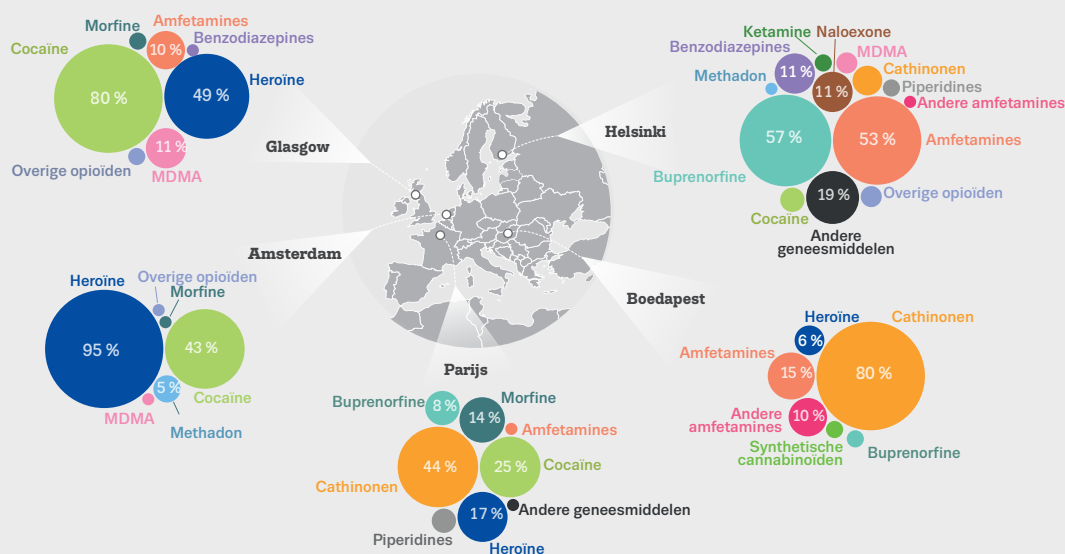 Glasgow
Morfine
Amfetamines
10 %
Benzodiazepines
Cocaïne
80 %
Heroïne
49 %
11 %
Overige opioïden
MDMA
Helsinki
Ketamine
Naloexone
Benzodiazepines
MDMA
11 %
Cathinonen
Methadon
11 %
Piperidines
Andere amfetamines
57 %
53 %
Amfetamines
Buprenorfine
19 %
Overige opioïden
Cocaïne
Andere
geneesmiddelen
Amsterdam
Heroïne
Overige opioïden
Morfine
95 %
43 %
5 %
Cocaïne
MDMA
Methadon
Parijs
Buprenorfine
8 %
Morfine
14 %
Amfetamines
44 %
25 %
Cocaïne
Cathinonen
17 %
Andere geneesmiddelen
Piperidines
Heroïne
Boedapest
Heroïne
Cathinonen
6 %
Amfetamines
15 %
80 %
Andere
amfetamines
10 %
Synthetische
cannabinoïden
Buprenorfine